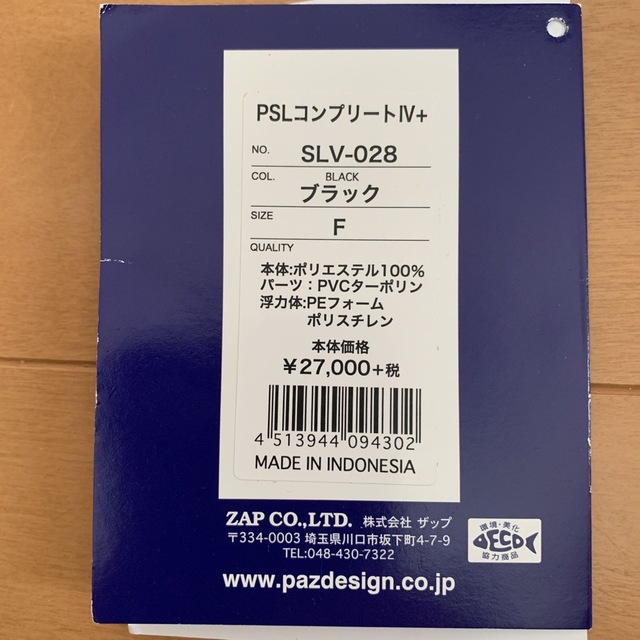 PSLコンプリートⅣ+
NO. SLV-028
COL. BLACK
ブラック
SIZE F
QUALITY
本体:ポリエステル100%
パーツ：PVCターポリン
浮力体:PEフォーム
ポリスチレン
本体価格
￥27,000+税
4 513944 094302
MADE IN INDONESIA
ZAP CO.,LTD. 株式会社 ザップ
〒334-0003 埼玉県川口市坂下町4-7-9
TEL:048-430-7322
www.pazdesign.co.jp
環境・美化
ECO
協力商品